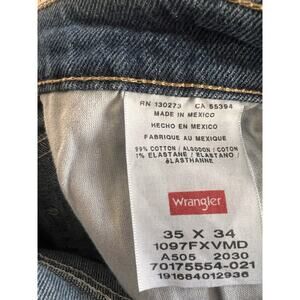 RN 130273 CA 55394
MADE IN MEXICO
HECHO EN MEXICO
FABRIQUE AU MEXIQUE
99% COTTON / ALGODON / COTON
1% ELASTANE / ELASTANO /
ÉLASTHANNE
Wrangler
35 X 34
1097FXVMD
A505 2030
70175554-021
191684012936